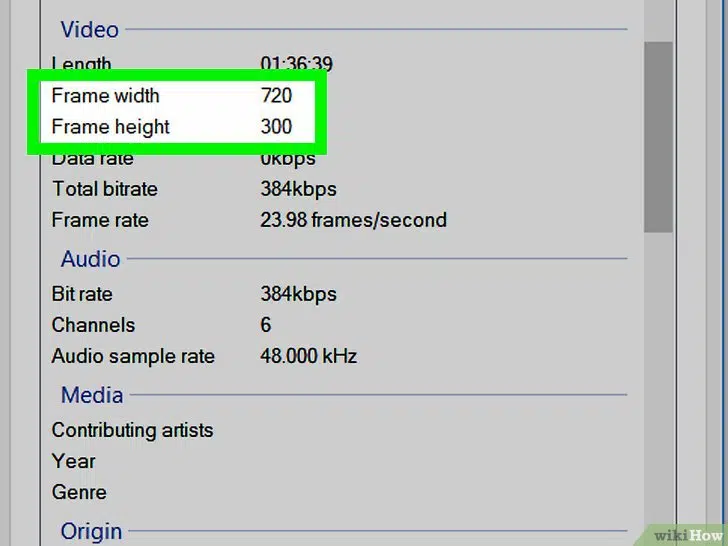 Video
Length 01:36:39
Frame width 720
Frame height 300
Data rate 0kbps
Total bitrate 384kbps
Frame rate 23.98 frames/second
Audio
Bit rate 384kbps
Channels 6
Audio sample rate 48.000 kHz
Media
Contributing artists
Year
Genre
Origin
wikiHow